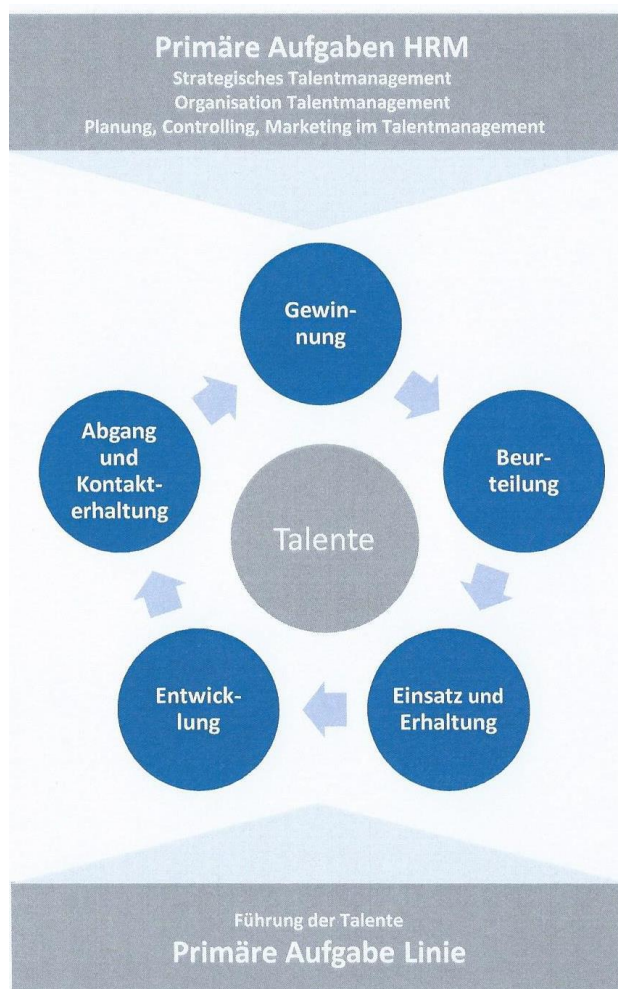 Primäre Aufgaben HRM
Strategisches Talentmanagement
Organisation Talentmanagement
Planung, Controlling, Marketing im Talentmanagement
Gewin-
nung
Beur-
teilung
Einsatz und
Erhaltung
Entwick-
lung
Abgang
und
Kontakt-
erhaltung
Talente
Führung der Talente
Primäre Aufgabe Linie